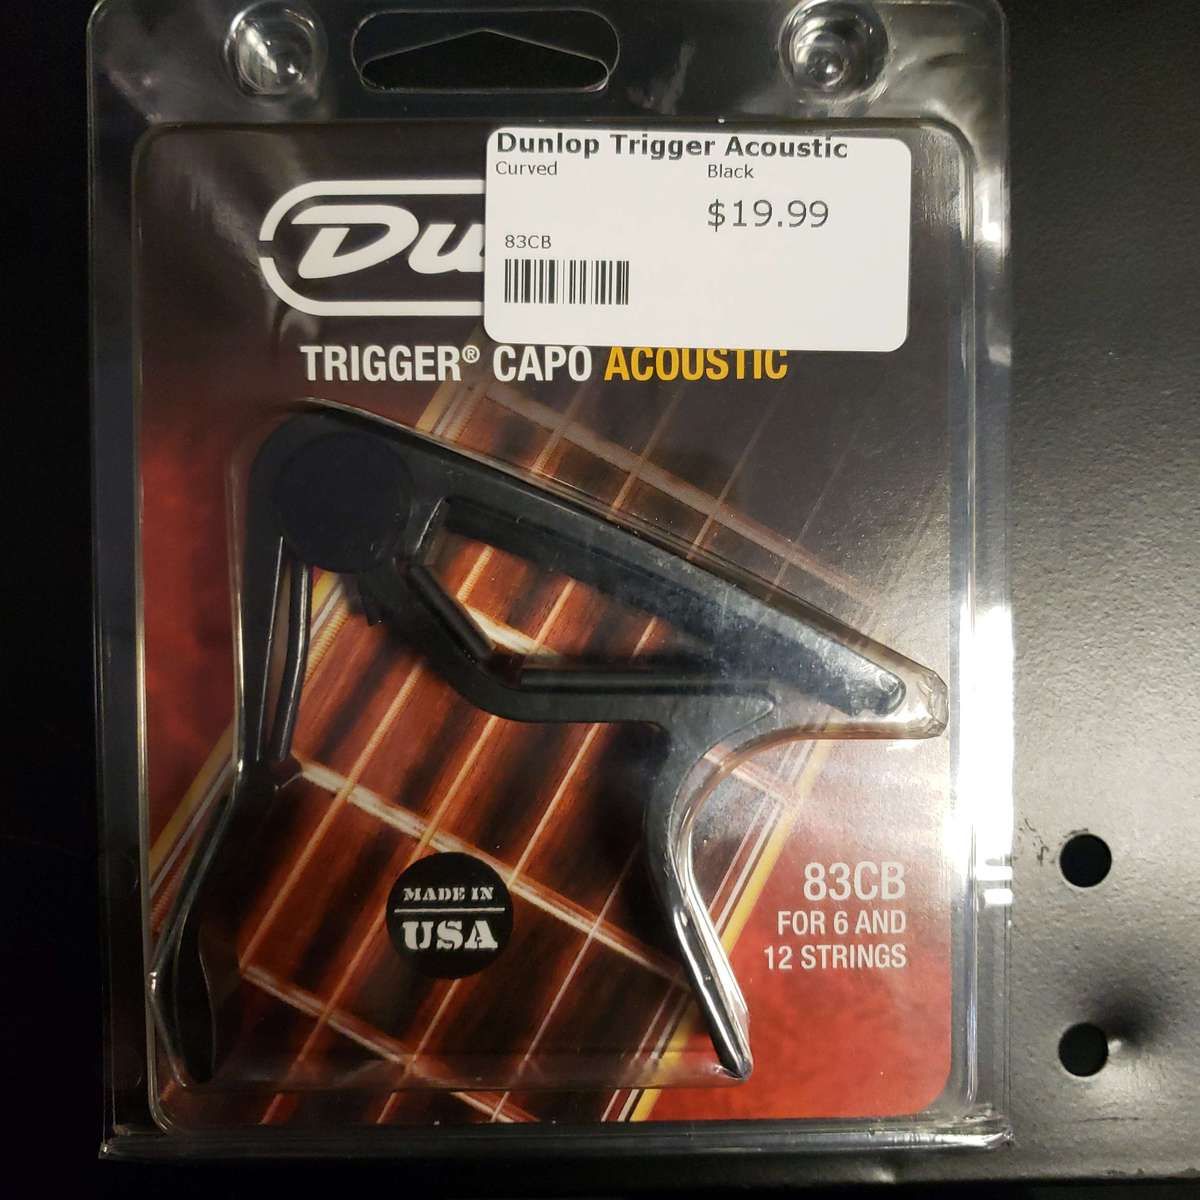 Dunlop Trigger Acoustic
Curved Black
$19.99
83CB
Du
TRIGGER® CAPO ACOUSTIC
MADE IN
USA
83CB
FOR 6 AND
12 STRINGS